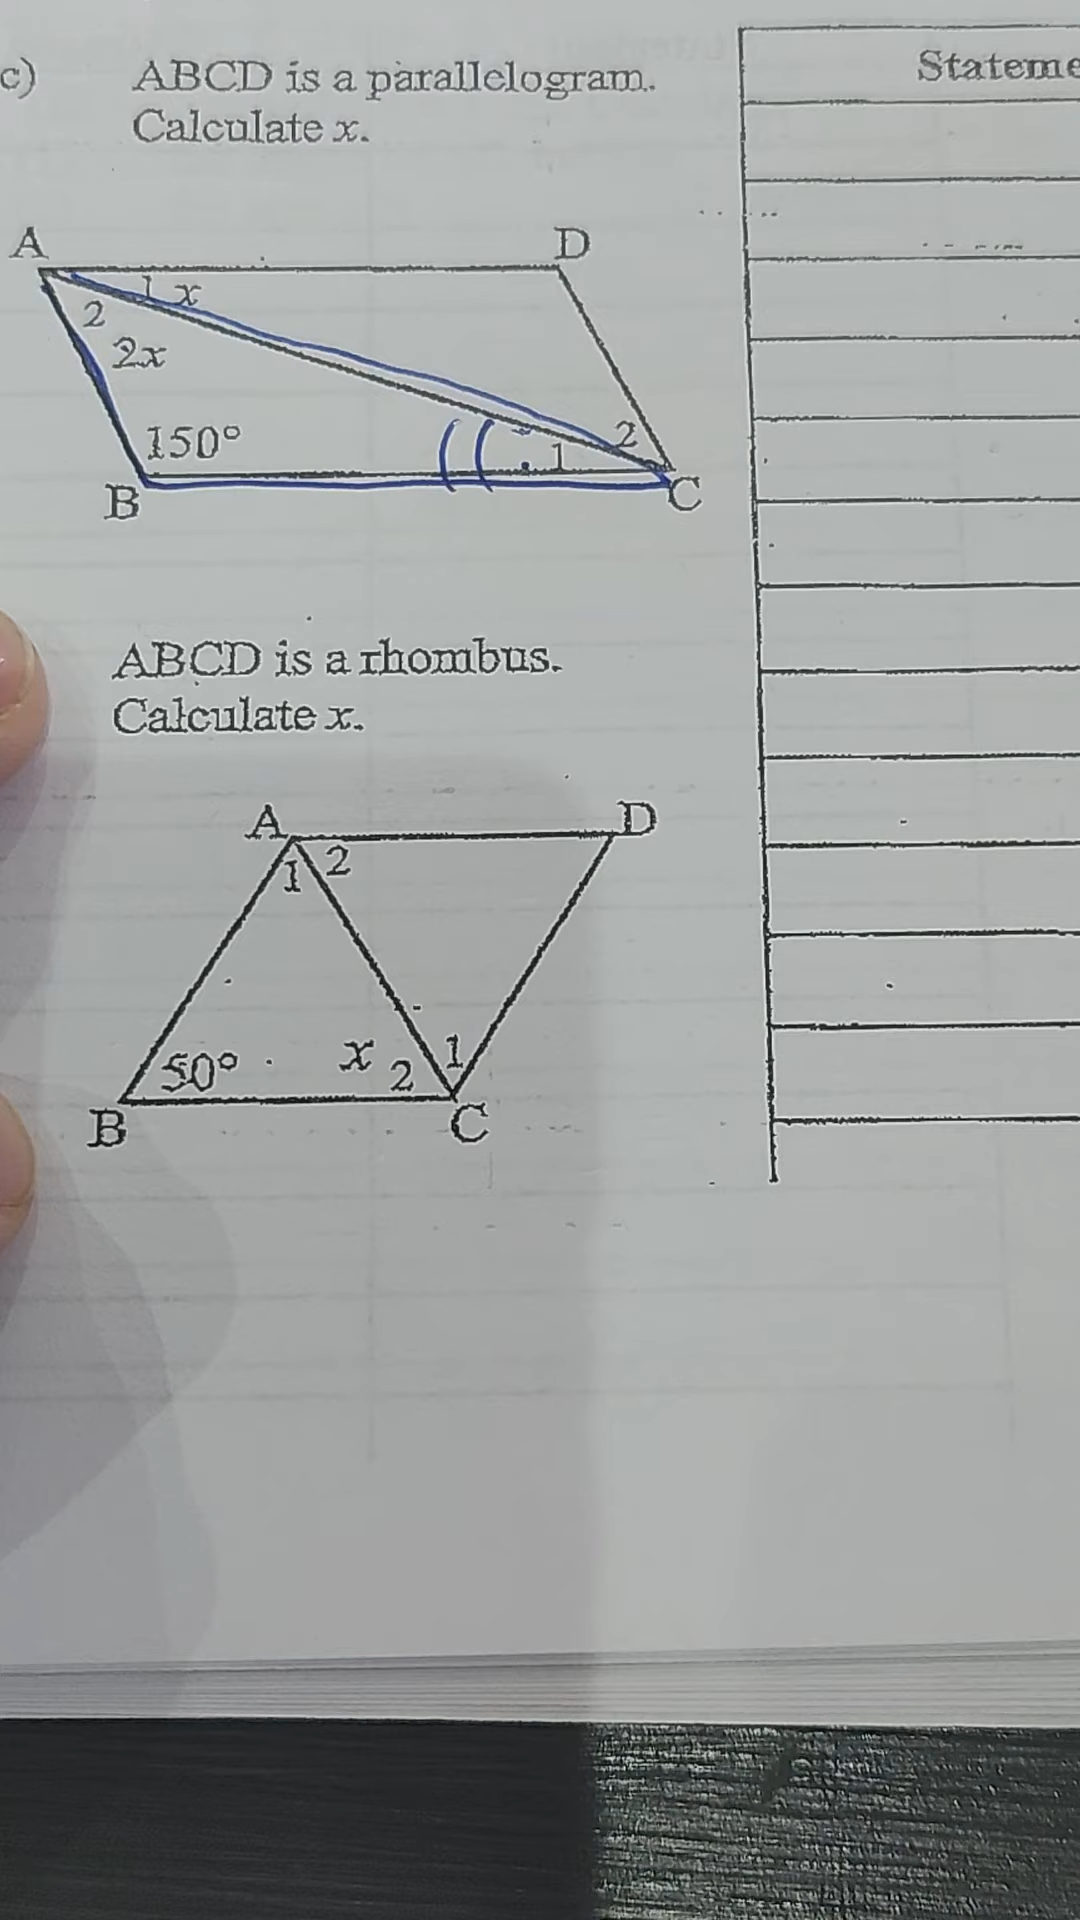 c)
ABCD is a parallelogram.
Calculate x.
Stateme
A
D
1 x
2
2x
150°
2
1
B
C
ABCD is a rhombus.
Calculate x.
A
D
1 2
50°
x 2 1
B
C